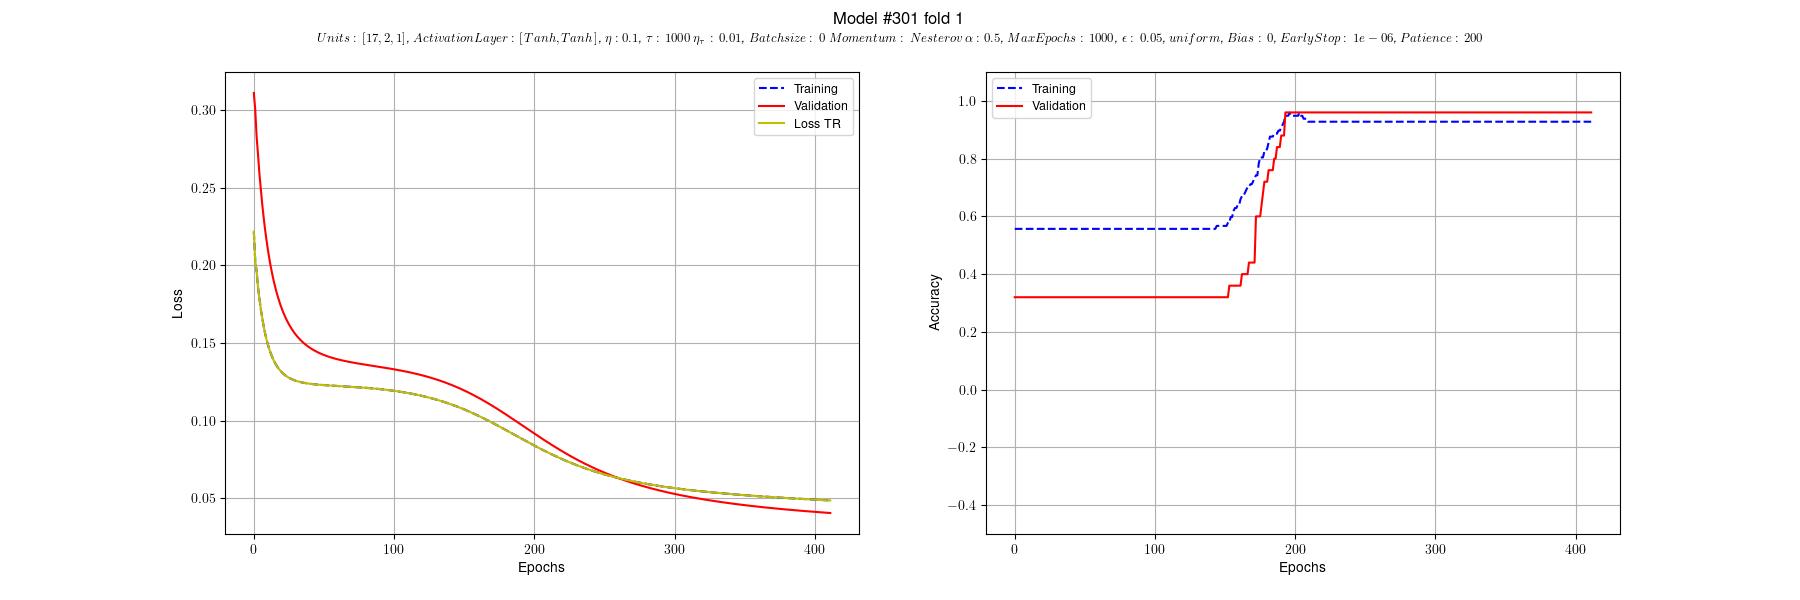 Model #301 fold 1
Units : [17, 2, 1], ActivationLayer : [Tanh, Tanh], η : 0.1, τ : 1000 ητ : 0.01, Batchsize : 0 Momentum : Nesterov α : 0.5, MaxEpochs : 1000, ϵ : 0.05, uniform, Bias : 0, EarlyStop : 1e − 06, Patience : 200
Training
Validation
Loss TR
0.30
0.25
0.20
0.15
0.10
0.05
Loss
0 100 200 300 400
Epochs
Training
Validation
1.0
0.8
0.6
0.4
0.2
0.0
−0.2
−0.4
Accuracy
0 100 200 300 400
Epochs